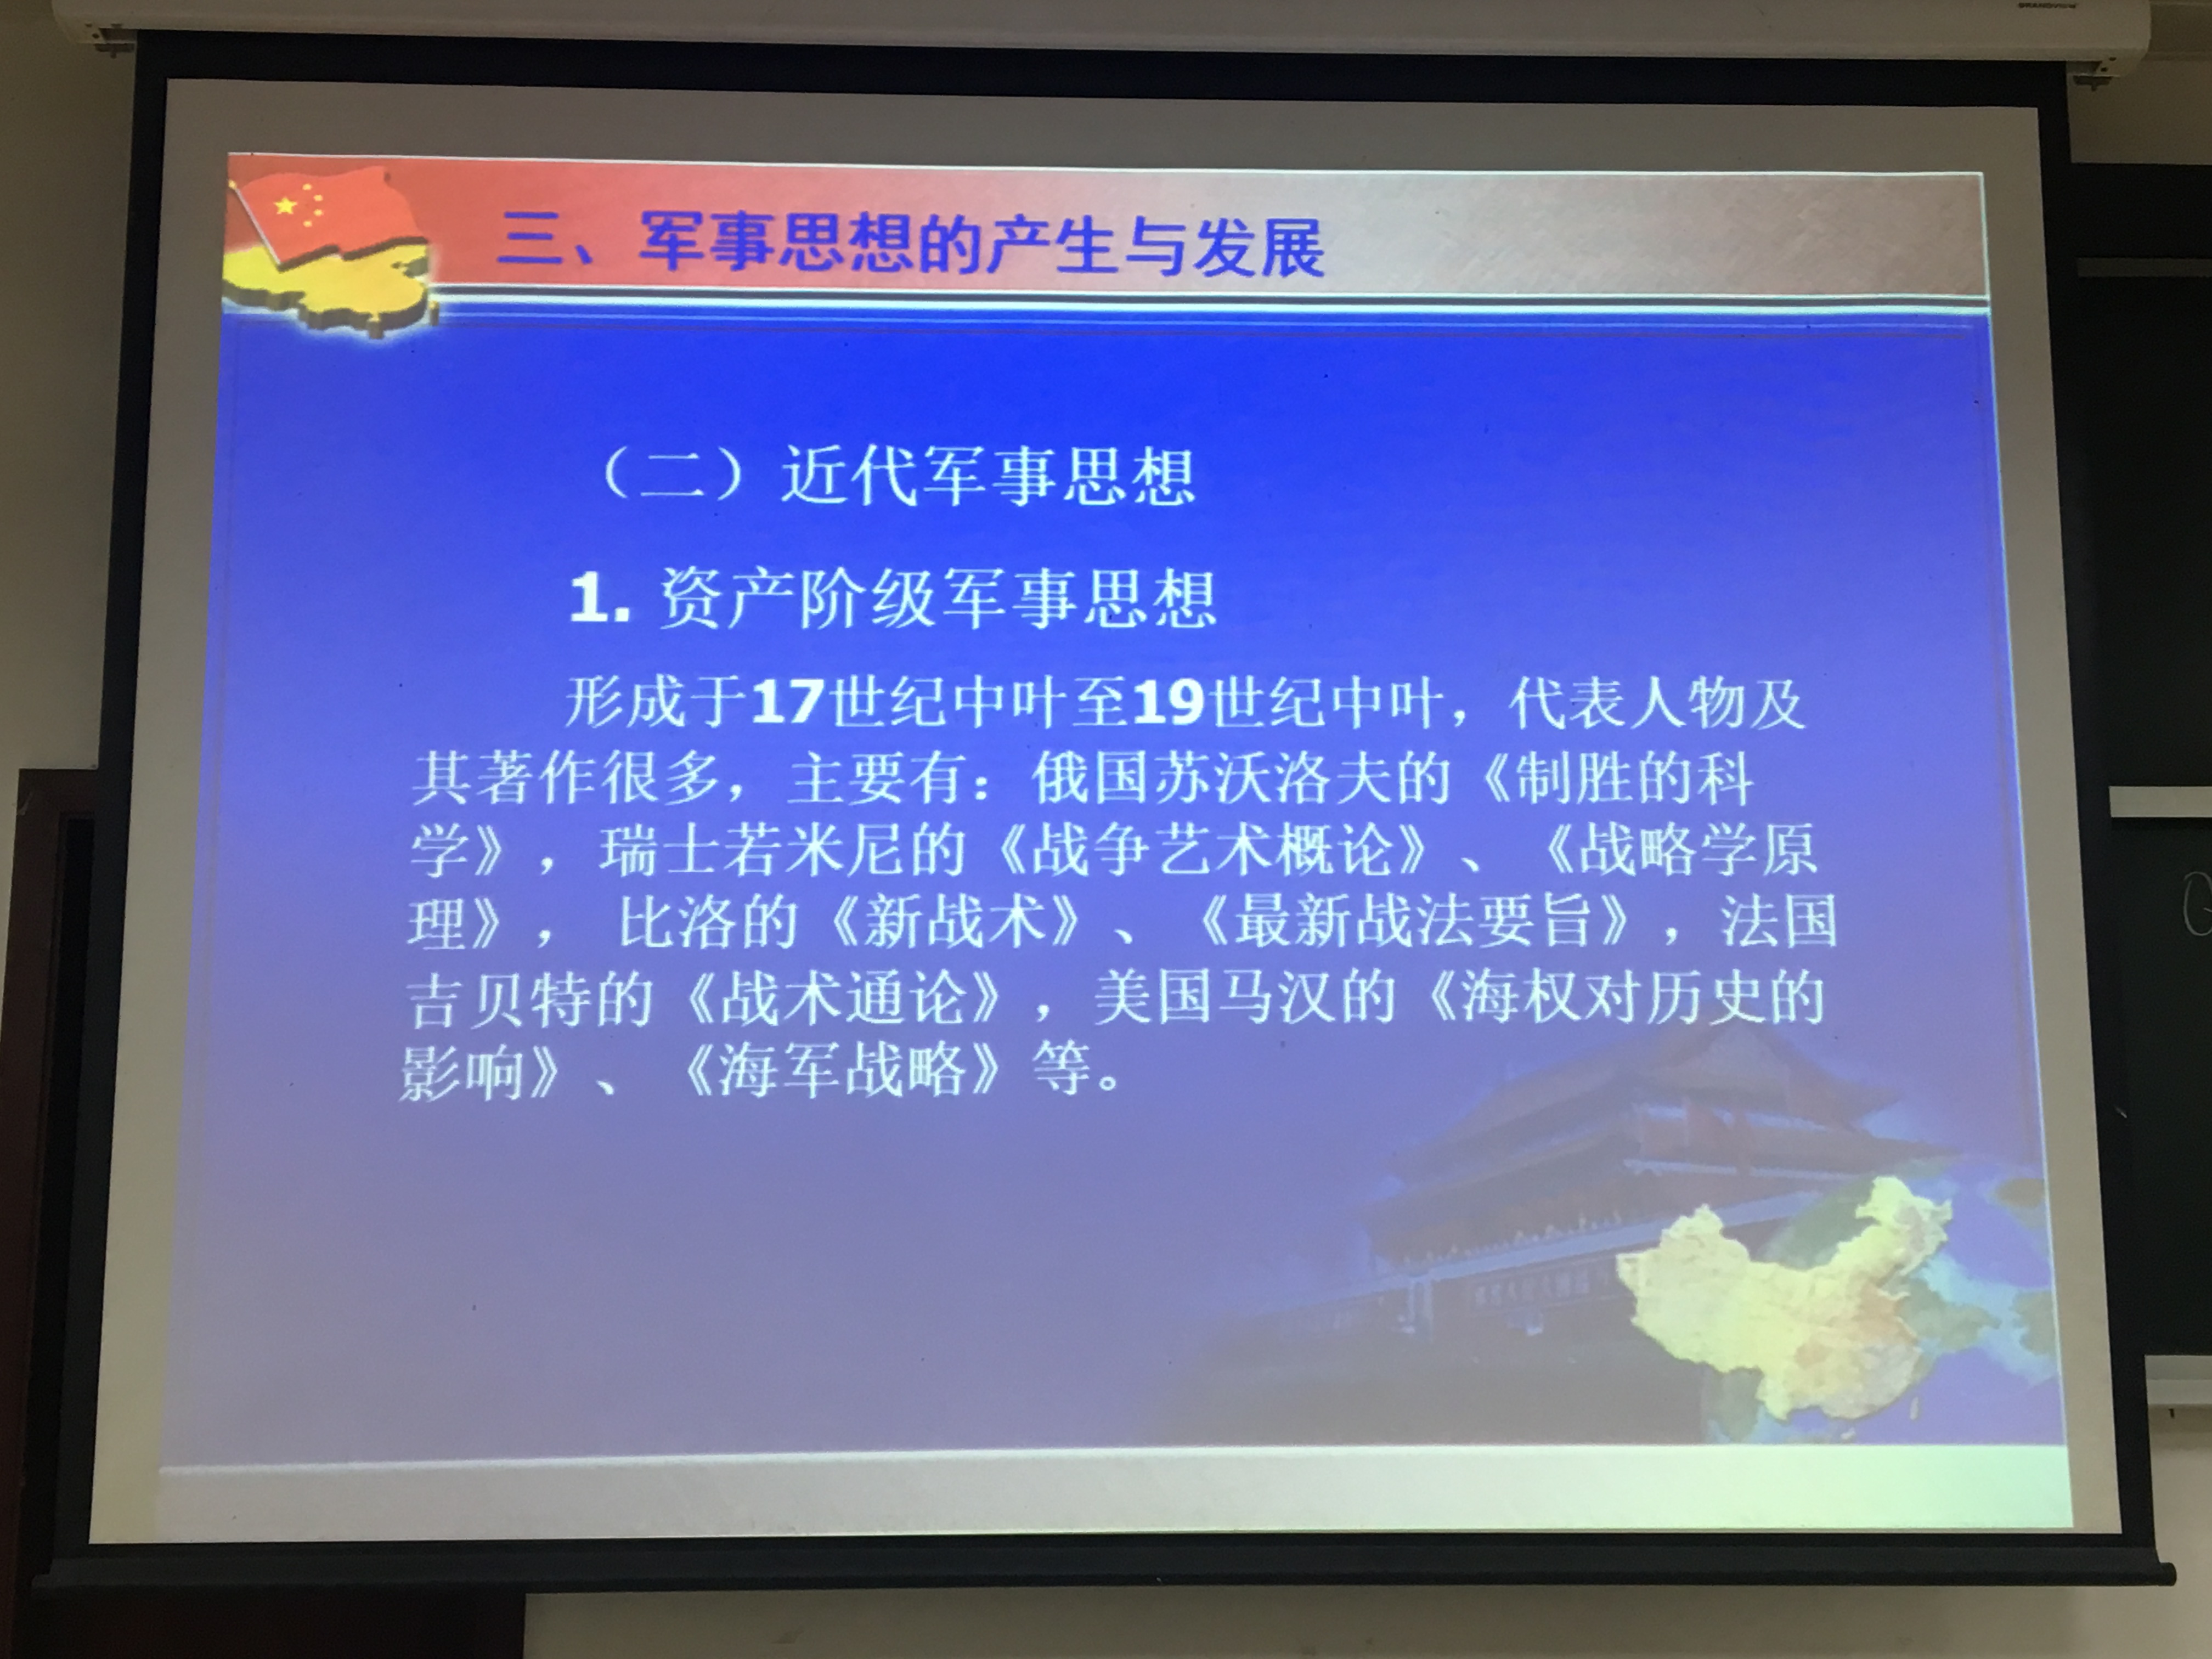 三、军事思想的产生与发展
（二）近代军事思想
1. 资产阶级军事思想
形成于17世纪中叶至19世纪中叶，代表人物及
其著作很多，主要有：俄国苏沃洛夫的《制胜的科
学》，瑞士若米尼的《战争艺术概论》、《战略学原
理》， 比洛的《新战术》、《最新战法要旨》，法国
吉贝特的《战术通论》，美国马汉的《海权对历史的
影响》、《海军战略》等。